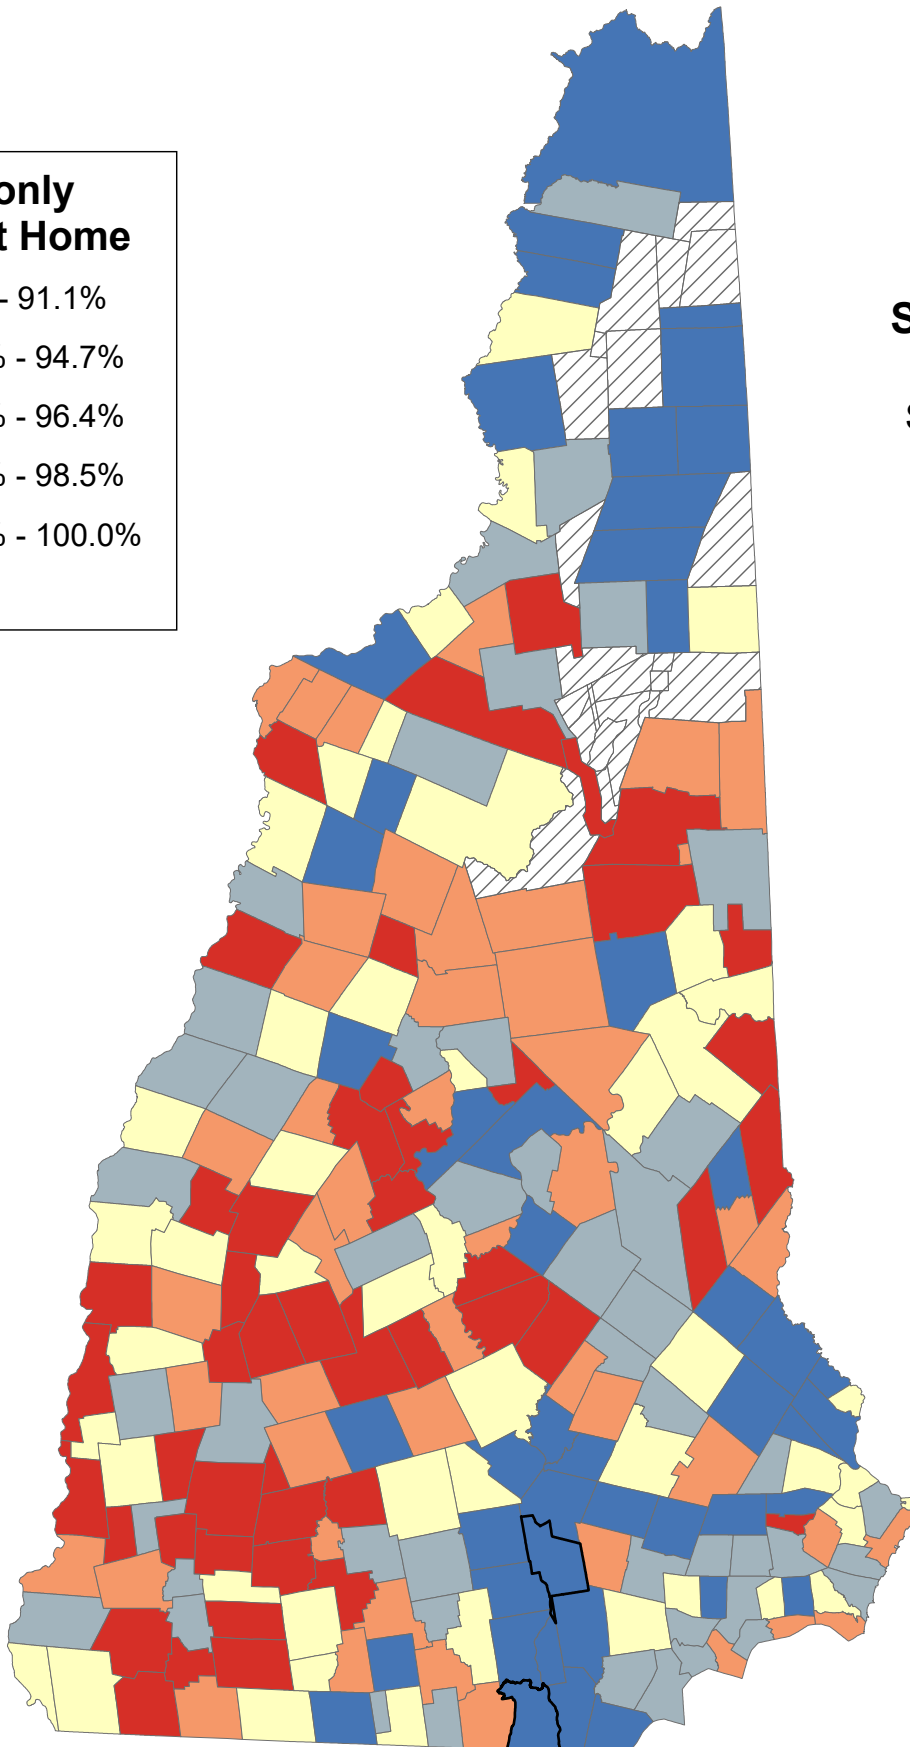 only
t Home
- 91.1%
% - 94.7%
% - 96.4%
% - 98.5%
% - 100.0%
S
S